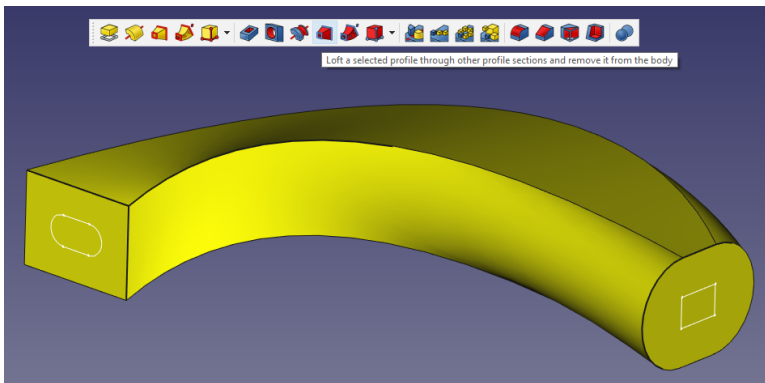 Loft a selected profile through other profile sections and remove it from the body